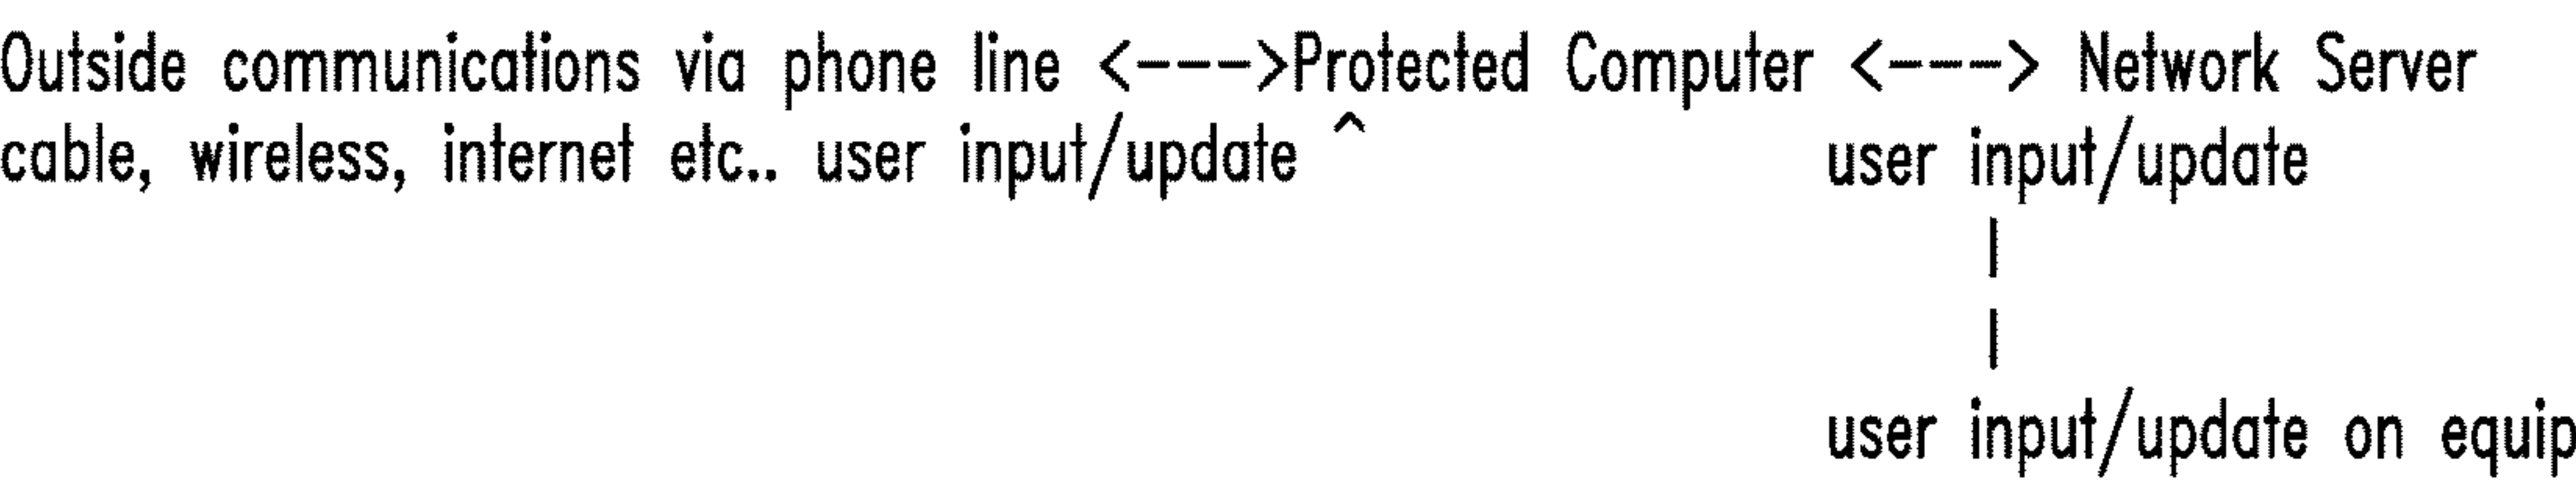 Outside communications via phone line <--->Protected Computer <---> Network Server
cable, wireless, internet etc.. user input/update ^ user input/update
|
|
user input/update on equip